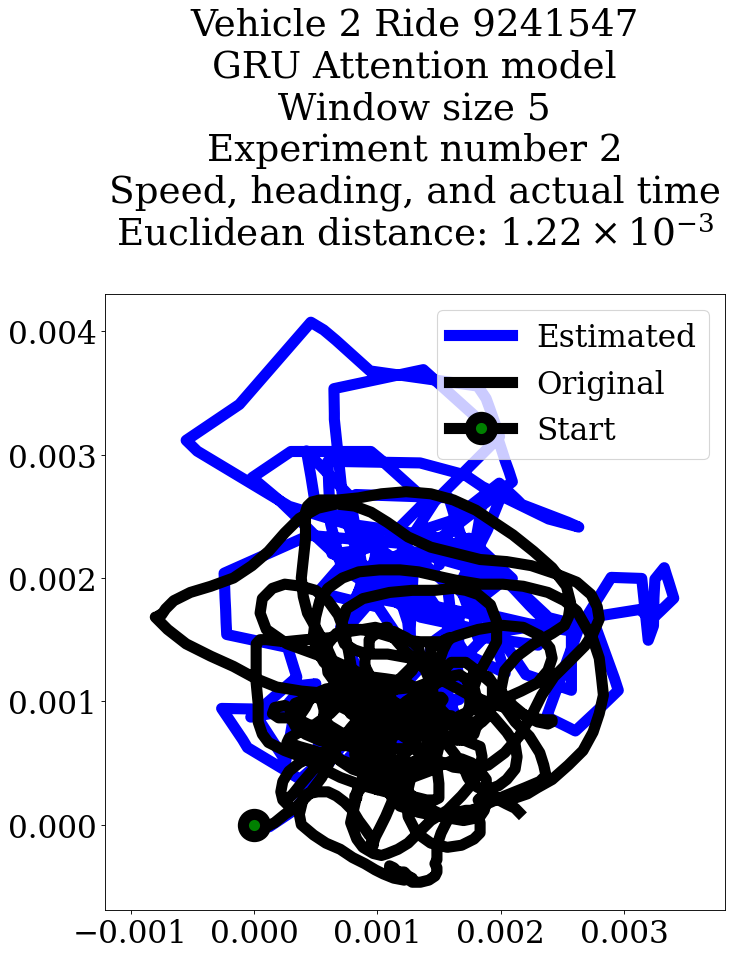 Vehicle 2 Ride 9241547
GRU Attention model
Window size 5
Experiment number 2
Speed, heading, and actual time
Euclidean distance: 1.22 × 10⁻³
Estimated
Original
Start
0.004
0.003
0.002
0.001
0.000
−0.001 0.000 0.001 0.002 0.003